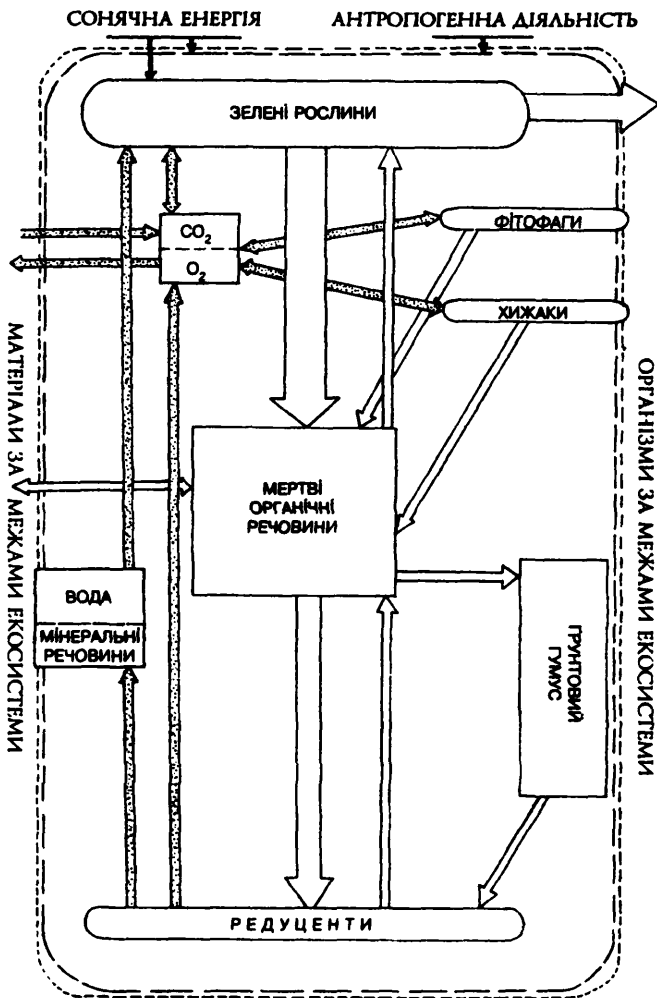 СОНЯЧНА ЕНЕРГІЯ
АНТРОПОГЕННА ДІЯЛЬНІСТЬ
ЗЕЛЕНІ РОСЛИНИ
CO2
O2
ФІТОФАГИ
ХИЖАКИ
МАТЕРІАЛИ ЗА МЕЖАМИ ЕКОСИСТЕМИ
ОРГАНІЗМИ ЗА МЕЖАМИ ЕКОСИСТЕМИ
МЕРТВІ
ОРГАНІЧНІ
РЕЧОВИНИ
ВОДА
МІНЕРАЛЬНІ
РЕЧОВИНИ
ГРУНТОВИЙ
ГУМУС
РЕДУЦЕНТИ